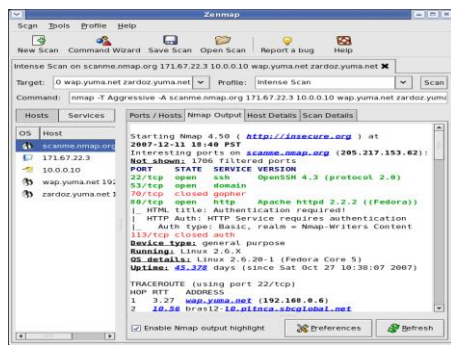 Zenmap
Scan Tools Profile Help
New Scan Command Wizard Save Scan Open Scan Report a bug Help
Intense Scan on scanme.nmap.org 171.67.22.3 10.0.0.10 wap.yuma.net zardoz.yuma.net
Target: 0 wap.yuma.net zardoz.yuma.net Profile: Intense Scan Scan
Command: nmap -T Aggressive -A scanme.nmap.org 171.67.22.3 10.0.0.10 wap.yuma.net zardoz.yuma
Hosts Services
OS Host
scanme.nmap.org
171.67.22.3
10.0.0.10
wap.yuma.net 192
zardoz.yuma.net 1
Ports / Hosts Nmap Output Host Details Scan Details
Starting Nmap 4.50 ( http://insecure.org ) at
2007-12-11 18:40 PST
Interesting ports on scanme.nmap.org (205.217.153.62):
Not shown: 1706 filtered ports
PORT STATE SERVICE VERSION
22/tcp open ssh OpenSSH 4.3 (protocol 2.0)
53/tcp open domain
70/tcp closed gopher
80/tcp open http Apache httpd 2.2.2 ((Fedora))
|_ HTML title: Authentication required!
| HTTP Auth: HTTP Service requires authentication
|_ Auth type: Basic, realm = Nmap-Writers Content
113/tcp closed auth
Device type: general purpose
Running: Linux 2.6.X
OS details: Linux 2.6.20-1 (Fedora Core 5)
Uptime: 45.378 days (since Sat Oct 27 10:38:07 2007)
TRACEROUTE (using port 22/tcp)
HOP RTT ADDRESS
1 3.27 wap.yuma.net (192.168.0.6)
2 10.56 bras12-l0.pltnca.sbcglobal.net
Enable Nmap output highlight Preferences Refresh